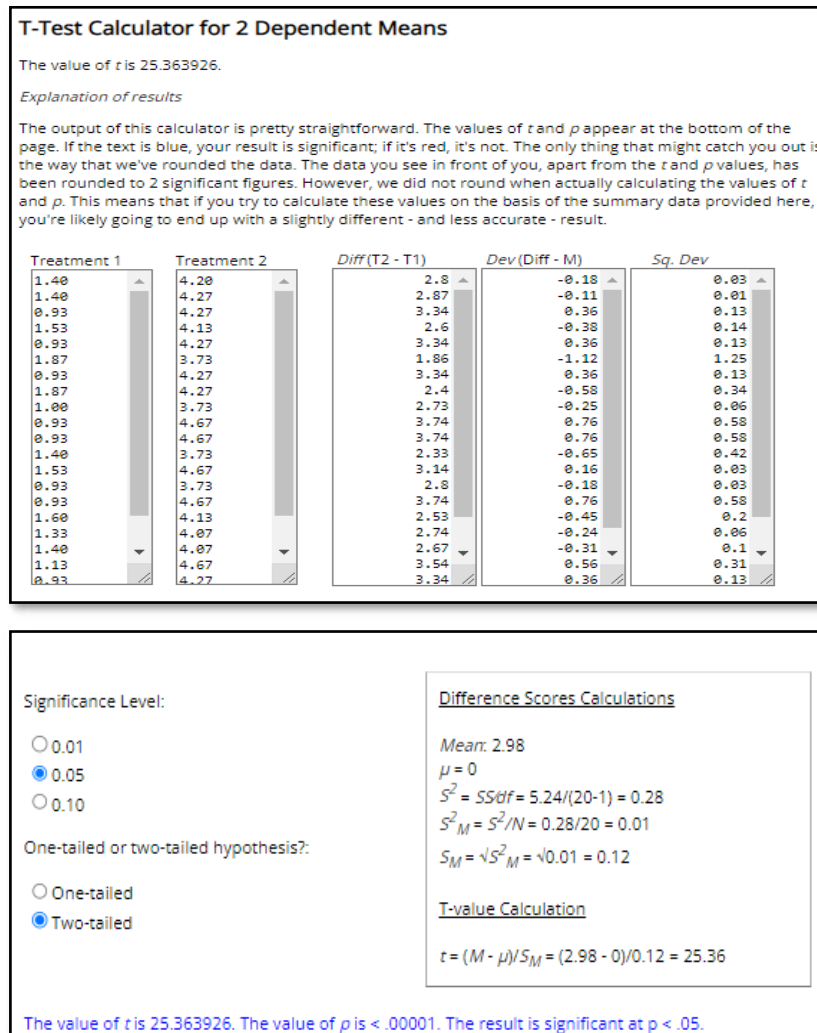 T-Test Calculator for 2 Dependent Means
The value of t is 25.363926.
Explanation of results
The output of this calculator is pretty straightforward. The values of t and p appear at the bottom of the
page. If the text is blue, your result is significant; if it's red, it's not. The only thing that might catch you out is
the way that we've rounded the data. The data you see in front of you, apart from the t and p values, has
been rounded to 2 significant figures. However, we did not round when actually calculating the values of t
and p. This means that if you try to calculate these values on the basis of the summary data provided here,
you're likely going to end up with a slightly different - and less accurate - result.
Treatment 1 Treatment 2 Diff (T2 - T1) Dev (Diff - M) Sq. Dev
1.40 4.20 2.8 -0.18 0.03
1.40 4.27 2.87 -0.11 0.01
0.93 4.27 3.34 0.36 0.13
1.53 4.13 2.6 -0.38 0.14
0.93 4.27 3.34 0.36 0.13
1.87 3.73 1.86 -1.12 1.25
0.93 4.27 3.34 0.36 0.13
1.87 4.27 2.4 -0.58 0.34
1.00 3.73 2.73 -0.25 0.06
0.93 4.67 3.74 0.76 0.58
0.93 4.67 3.74 0.76 0.58
1.40 3.73 2.33 -0.65 0.42
1.53 4.67 3.14 0.16 0.03
0.93 3.73 2.8 -0.18 0.03
0.93 4.67 3.74 0.76 0.58
1.60 4.13 2.53 -0.45 0.2
1.33 4.07 2.74 -0.24 0.06
1.40 4.07 2.67 -0.31 0.1
1.13 4.67 3.54 0.56 0.31
0.93 4.27 3.34 0.36 0.13
Significance Level:
0.01
0.05
0.10
One-tailed or two-tailed hypothesis?:
One-tailed
Two-tailed
Difference Scores Calculations
Mean: 2.98
μ = 0
S² = SS/df = 5.24/(20-1) = 0.28
S²M = S²/N = 0.28/20 = 0.01
SM = √S²M = √0.01 = 0.12
T-value Calculation
t = (M - μ)/SM = (2.98 - 0)/0.12 = 25.36
The value of t is 25.363926. The value of p is < .00001. The result is significant at p < .05.